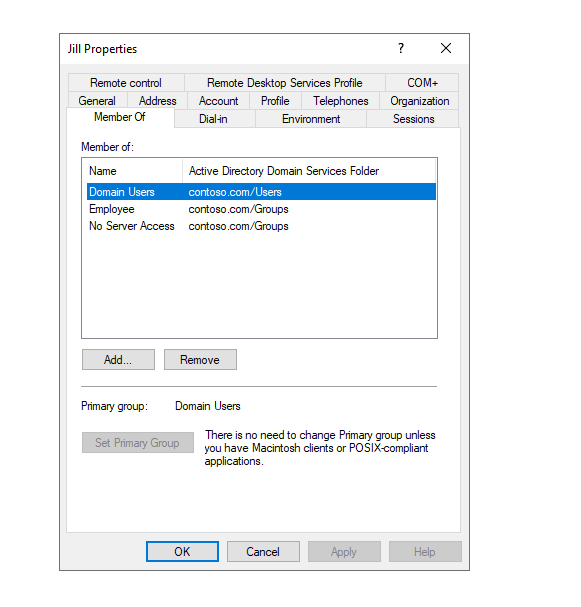 Jill Properties ?
Remote control Remote Desktop Services Profile COM+
General Address Account Profile Telephones Organization
Member Of Dial-in Environment Sessions
Member of:
Name Active Directory Domain Services Folder
Domain Users contoso.com/Users
Employee contoso.com/Groups
No Server Access contoso.com/Groups
Add... Remove
Primary group: Domain Users
Set Primary Group
There is no need to change Primary group unless
you have Macintosh clients or POSIX-compliant
applications.
OK Cancel Apply Help